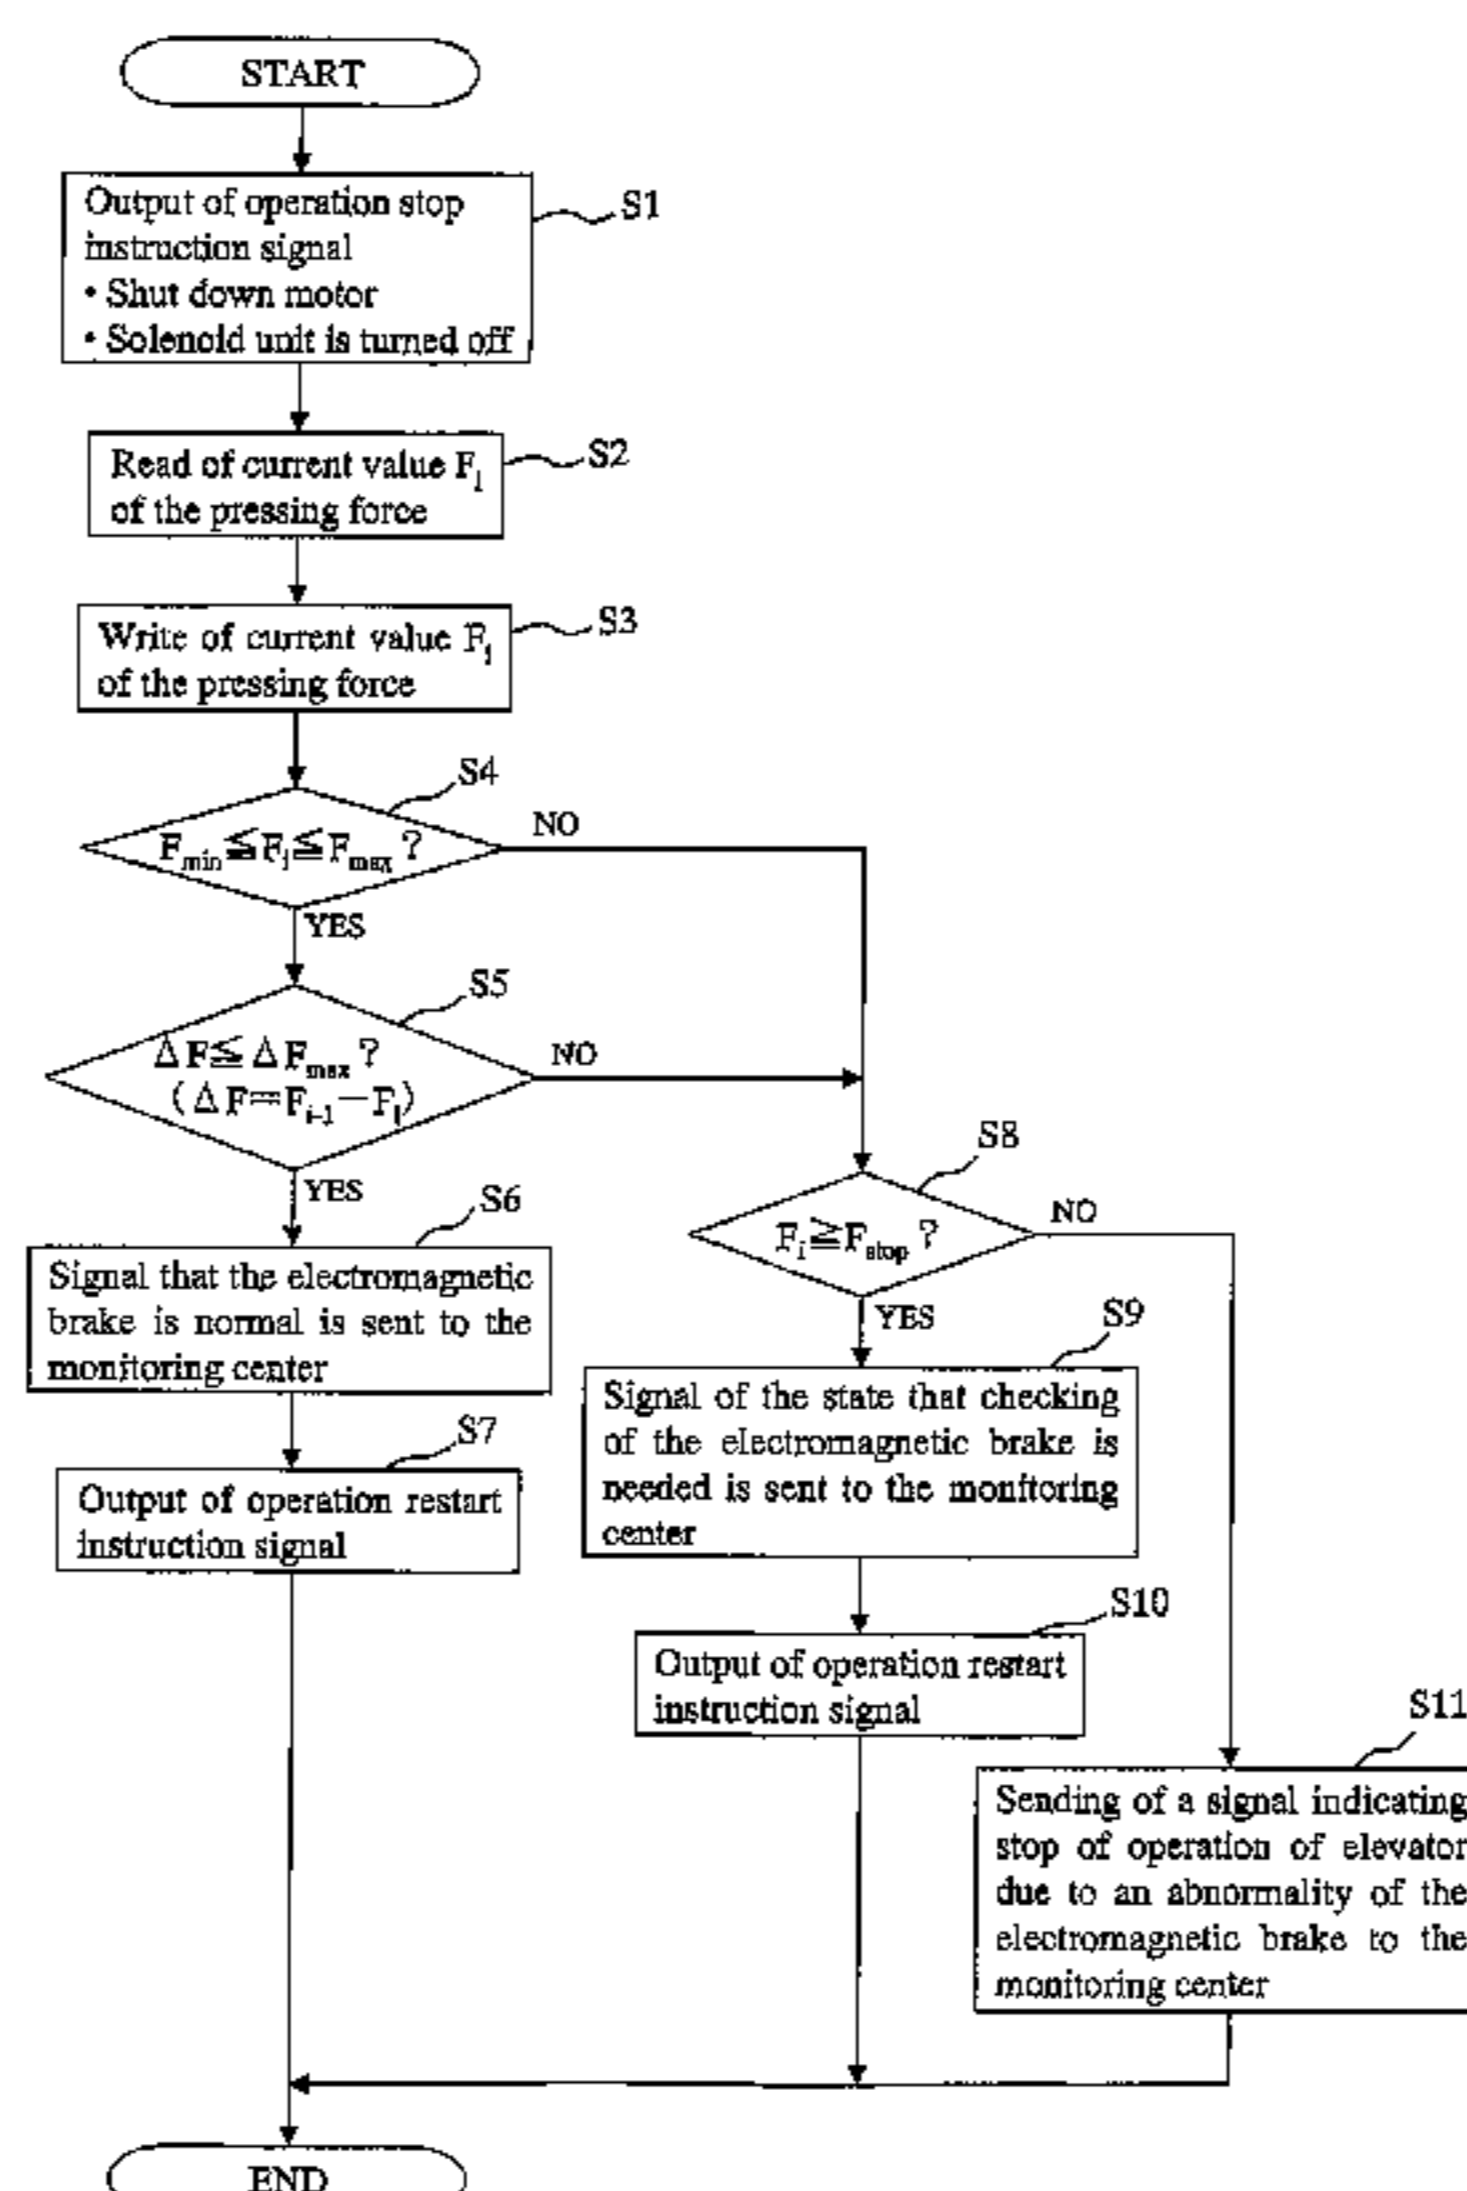 START
Output of operation stop
instruction signal
• Shut down motor
• Solenoid unit is turned off
S1
Read of current value Fi
of the pressing force
S2
Write of current value Fi
of the pressing force
S3
S4
Fmin≦Fi≦Fmax?
NO
YES
S5
ΔF≦ΔFmax?
(ΔF=Fi-1−Fi)
NO
YES
S8
Fi≧Fstop?
NO
YES
S6
Signal that the electromagnetic
brake is normal is sent to the
monitoring center
S9
Signal of the state that checking
of the electromagnetic brake is
needed is sent to the monitoring
center
S7
Output of operation restart
instruction signal
S10
Output of operation restart
instruction signal
S11
Sending of a signal indicating
stop of operation of elevator
due to an abnormality of the
electromagnetic brake to the
monitoring center
END